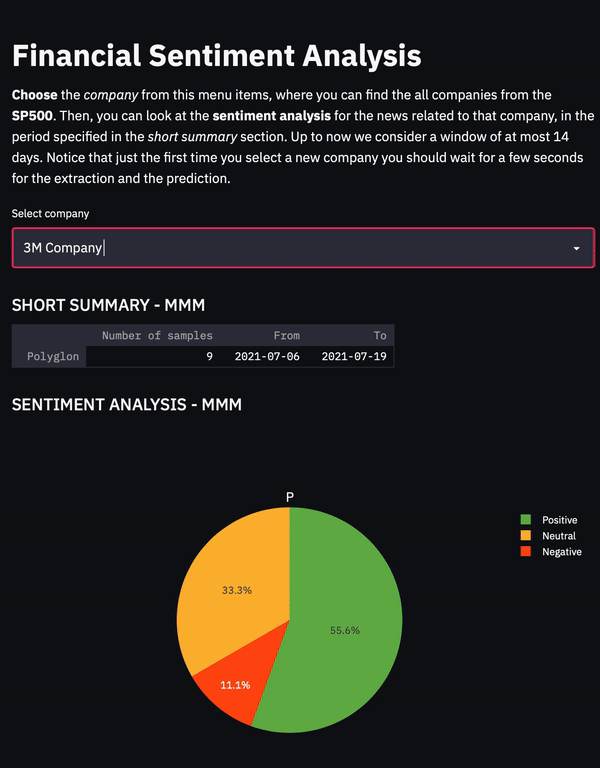 Financial Sentiment Analysis
Choose the company from this menu items, where you can find the all companies from the
SP500. Then, you can look at the sentiment analysis for the news related to that company, in the
period specified in the short summary section. Up to now we consider a window of at most 14
days. Notice that just the first time you select a new company you should wait for a few seconds
for the extraction and the prediction.
Select company
3M Company
SHORT SUMMARY - MMM
Number of samples From To
Polyglon 9 2021-07-06 2021-07-19
SENTIMENT ANALYSIS - MMM
P
Positive
Neutral
Negative
33.3%
55.6%
11.1%